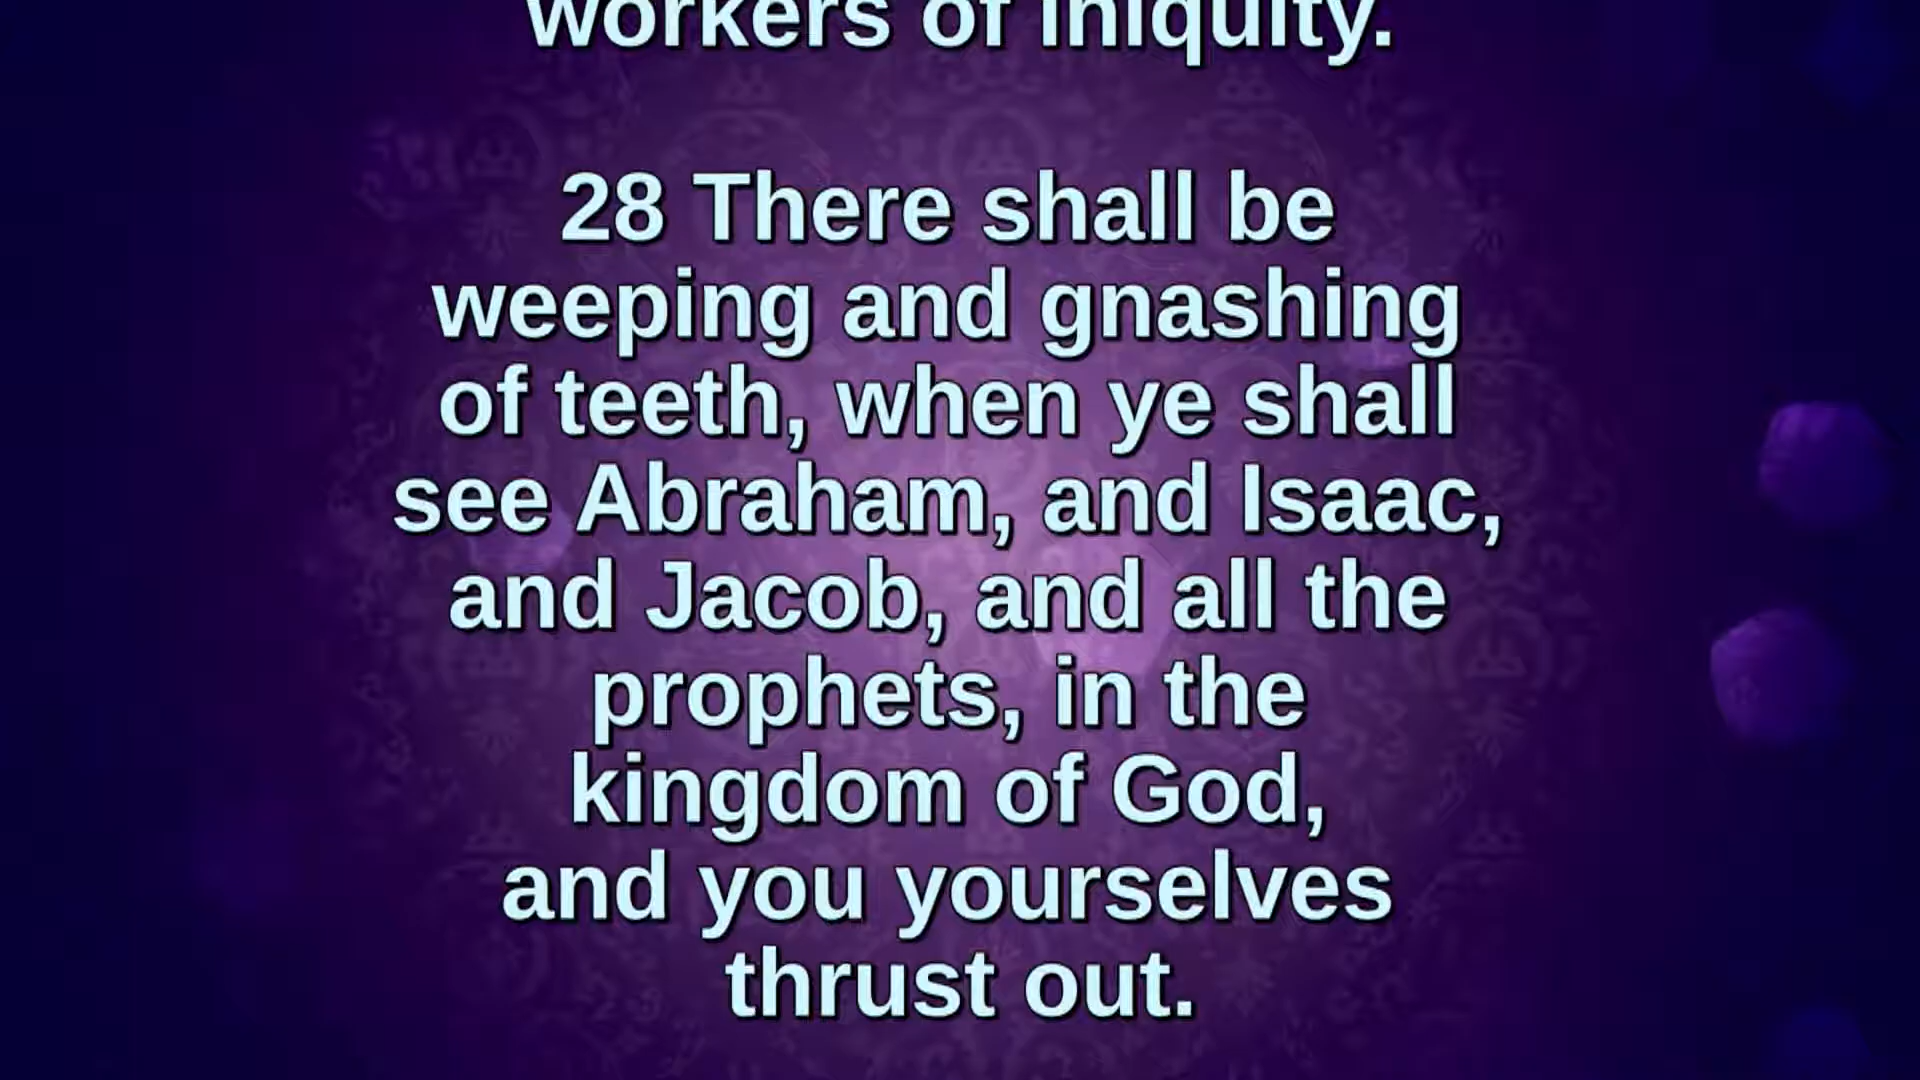 workers of iniquity.
28 There shall be
weeping and gnashing
of teeth, when ye shall
see Abraham, and Isaac,
and Jacob, and all the
prophets, in the
kingdom of God,
and you yourselves
thrust out.